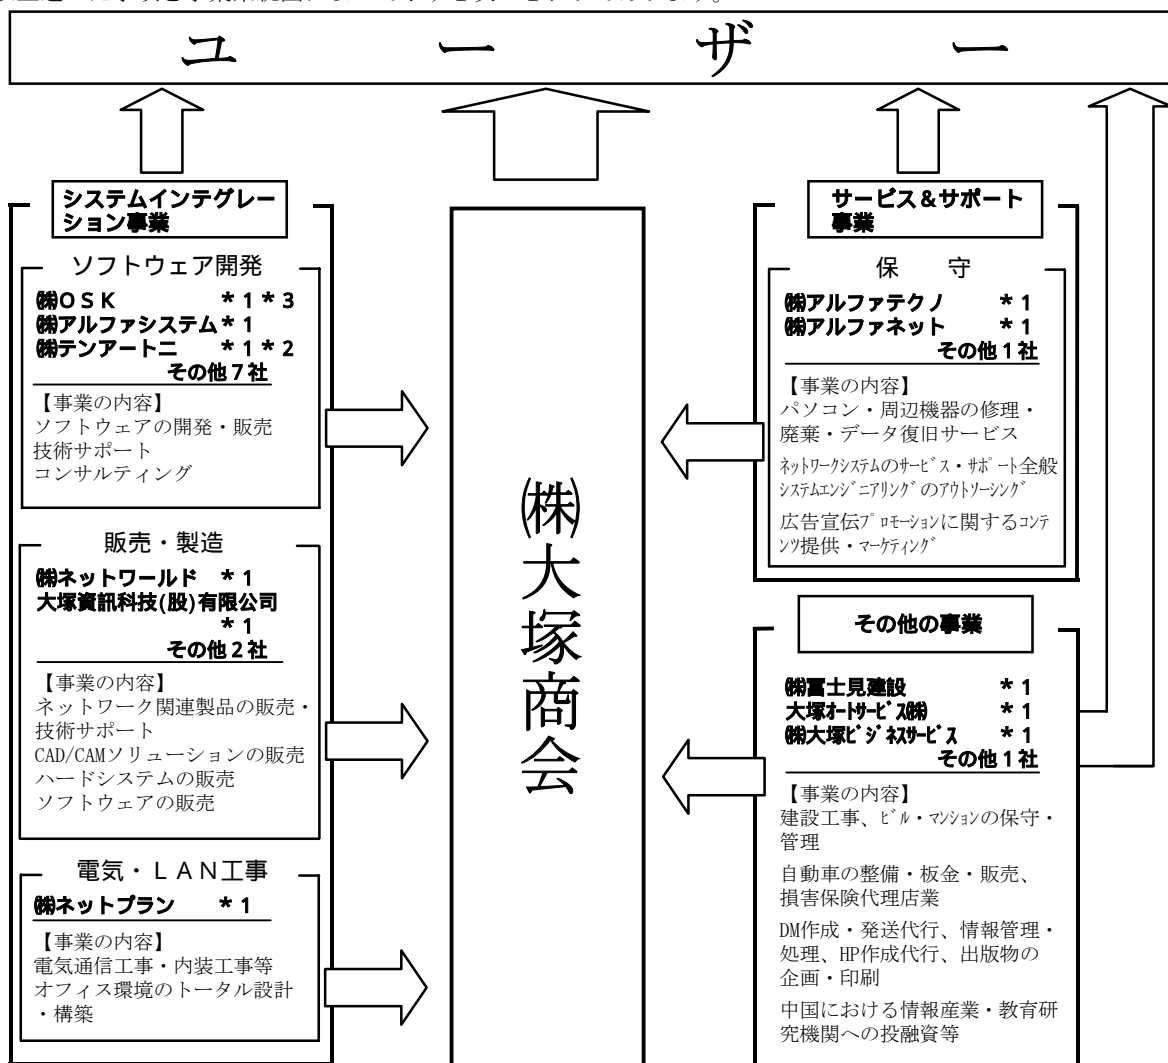 ユーザー
システムインテグレー
ション事業
ソフトウェア開発
㈱OSK *1*3
㈱アルファシステム*1
㈱テンアートニ *1*2
その他7社
【事業の内容】
ソフトウェアの開発・販売
技術サポート
コンサルティング
販売・製造
㈱ネットワールド *1
大塚資訊科技(股)有限公司
*1
その他2社
【事業の内容】
ネットワーク関連製品の販売・
技術サポート
CAD/CAMソリューションの販売
ハードシステムの販売
ソフトウェアの販売
電気・LAN工事
㈱ネットプラン *1
【事業の内容】
電気通信工事・内装工事等
オフィス環境のトータル設計
・構築
㈱大塚商会
サービス&サポート
事業
保 守
㈱アルファテクノ *1
㈱アルファネット *1
その他1社
【事業の内容】
パソコン・周辺機器の修理・
廃棄・データ復旧サービス
ネットワークシステムのサービス・サポート全般
システムエンジニアリングのアウトソーシング
広告宣伝プロモーションに関するコンテ
ンツ提供・マーケティング
その他の事業
㈱富士見建設 *1
大塚オートサービス㈱ *1
㈱大塚ビジネスサービス *1
その他1社
【事業の内容】
建設工事、ビル・マンションの保守・
管理
自動車の整備・板金・販売、
損害保険代理店業
DM作成・発送代行、情報管理・
処理、HP作成代行、出版物の
企画・印刷
中国における情報産業・教育研
究機関への投融資等